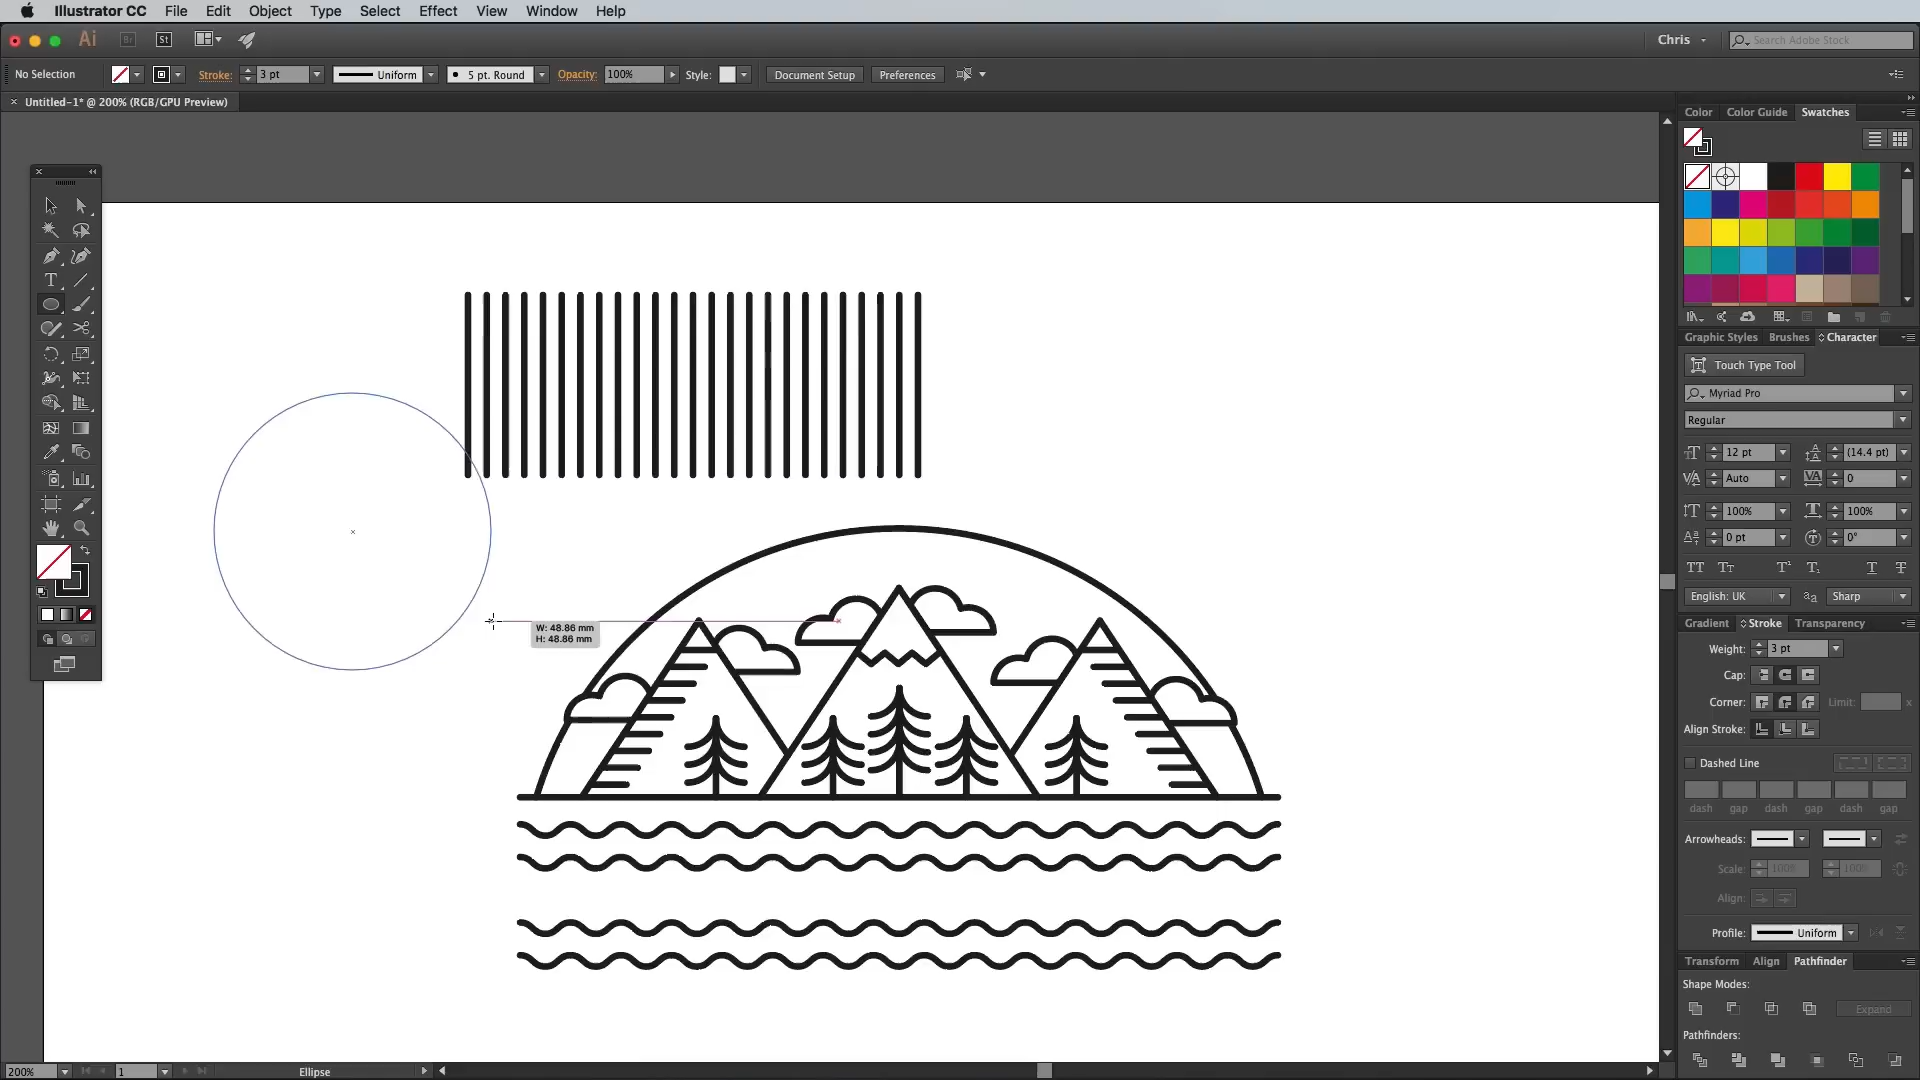 Illustrator CC File Edit Object Type Select Effect View Window Help
Ai Br St Chris Search Adobe Stock
No Selection Stroke: 3 pt Uniform 5 pt. Round Opacity: 100% Style: Document Setup Preferences
× Untitled-1* @ 200% (RGB/GPU Preview)
Color Color Guide Swatches
Graphic Styles Brushes Character
Touch Type Tool
Myriad Pro
Regular
12 pt (14.4 pt)
Auto 0
100% 100%
0 pt 0°
English: UK Sharp
Gradient Stroke Transparency
Weight: 3 pt
Cap:
Corner: Limit: x
Align Stroke:
Dashed Line
dash gap dash gap dash gap
Arrowheads:
Scale: 100% 100%
Align:
Profile: Uniform
Transform Align Pathfinder
Shape Modes:
Expand
Pathfinders:
W: 48.86 mm
H: 48.86 mm
200% 1 Ellipse